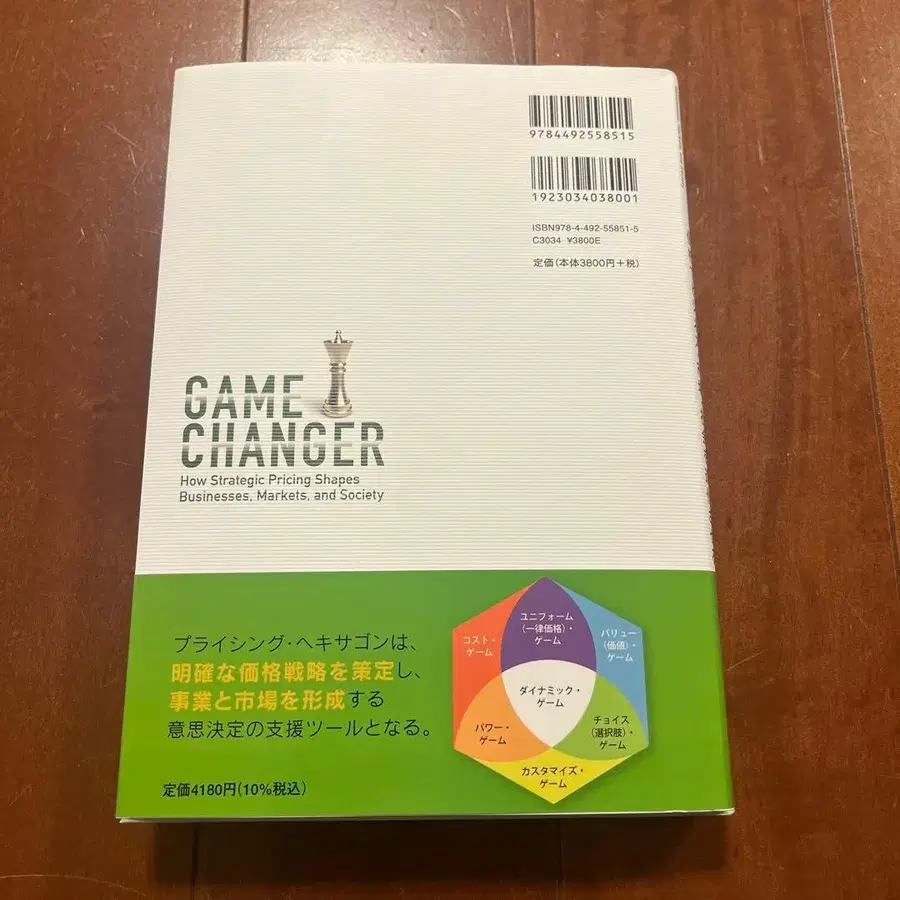 9784492558515
1923034038001
ISBN978-4-492-55851-5
C3034 ¥3800E
定価(本体3800円+税)
GAME
CHANGER
How Strategic Pricing Shapes
Businesses, Markets, and Society
プライシング・ヘキサゴンは、
明確な価格戦略を策定し、
事業と市場を形成する
意思決定の支援ツールとなる。
定価4180円(10%税込)
ユニフォーム
(一律価格)・
ゲーム
コスト・
ゲーム
バリュー
(価値)・
ゲーム
ダイナミック・
ゲーム
パワー・
ゲーム
チョイス
(選択肢)・
ゲーム
カスタマイズ・
ゲーム